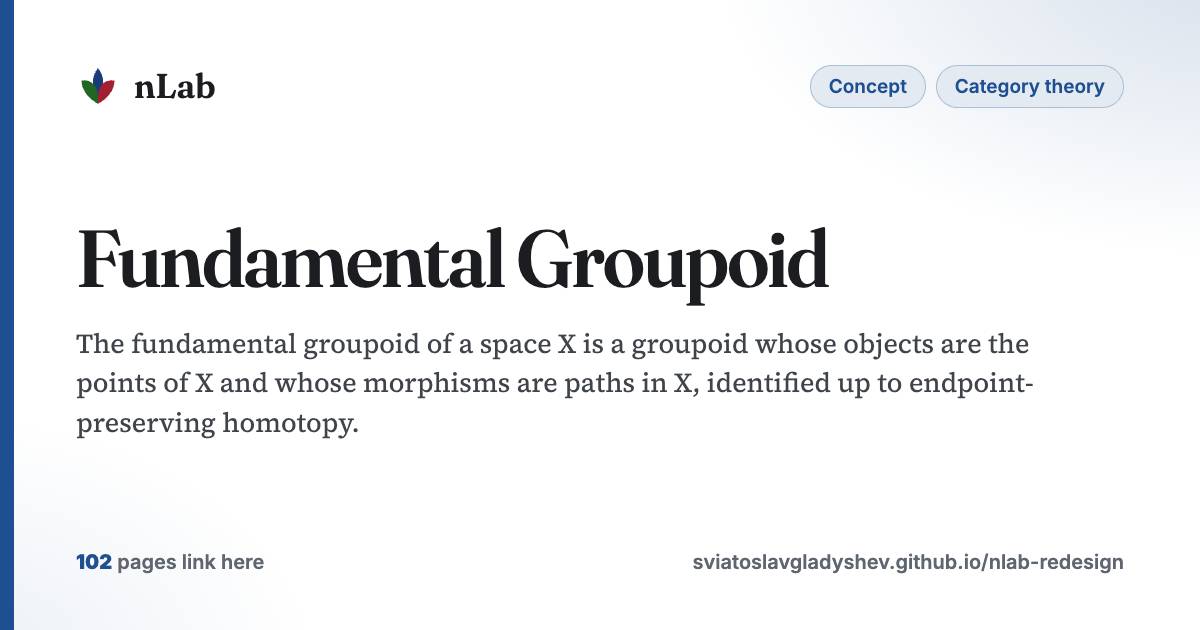 nLab
Concept
Category theory
Fundamental Groupoid
The fundamental groupoid of a space X is a groupoid whose objects are the
points of X and whose morphisms are paths in X, identified up to endpoint-
preserving homotopy.
102 pages link here
sviatoslavgladyshev.github.io/nlab-redesign